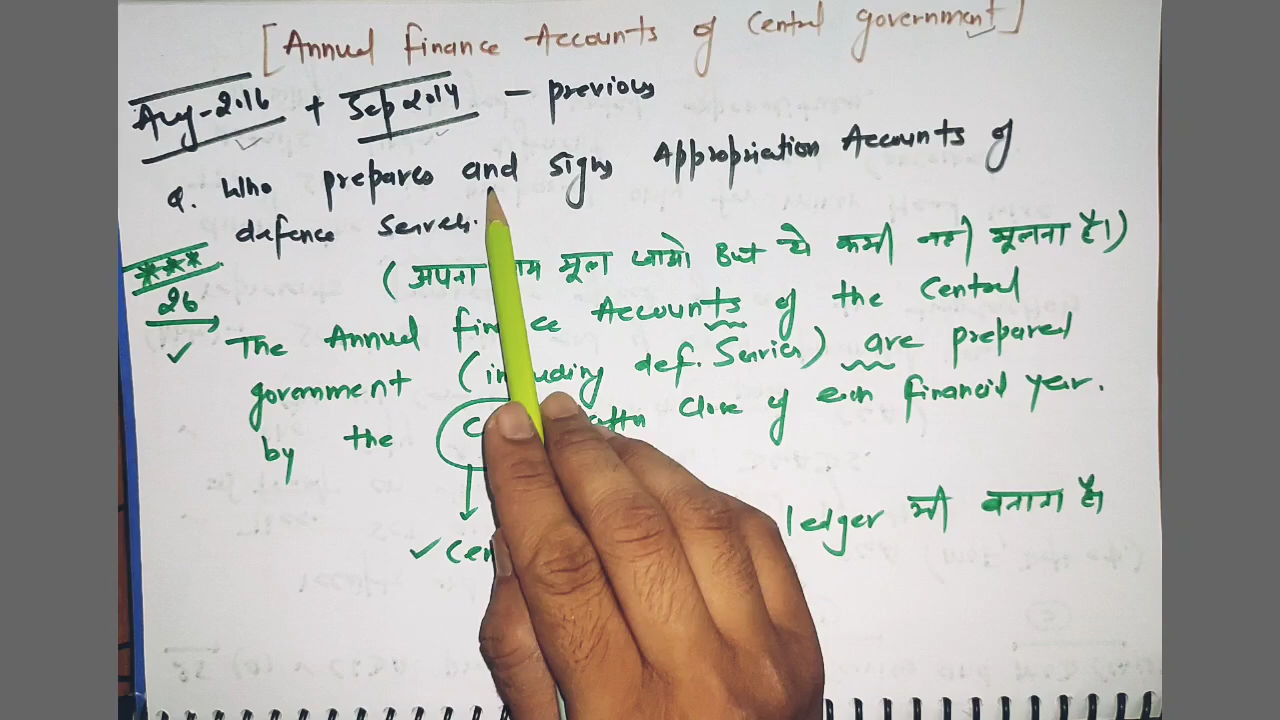 [Annual finance Accounts of Central government]
Aug-2016 + Sep 2014 - previous
Q. Who prepares and signs Appropriation Accounts of
defence
***
(अपना भूल जाओ But ये कभी नही भूलना है।)
26
The Annual Accounts of the Central
government (including def. Services) are prepared
by the after close of each financial year.
ledger भी बनाता है।